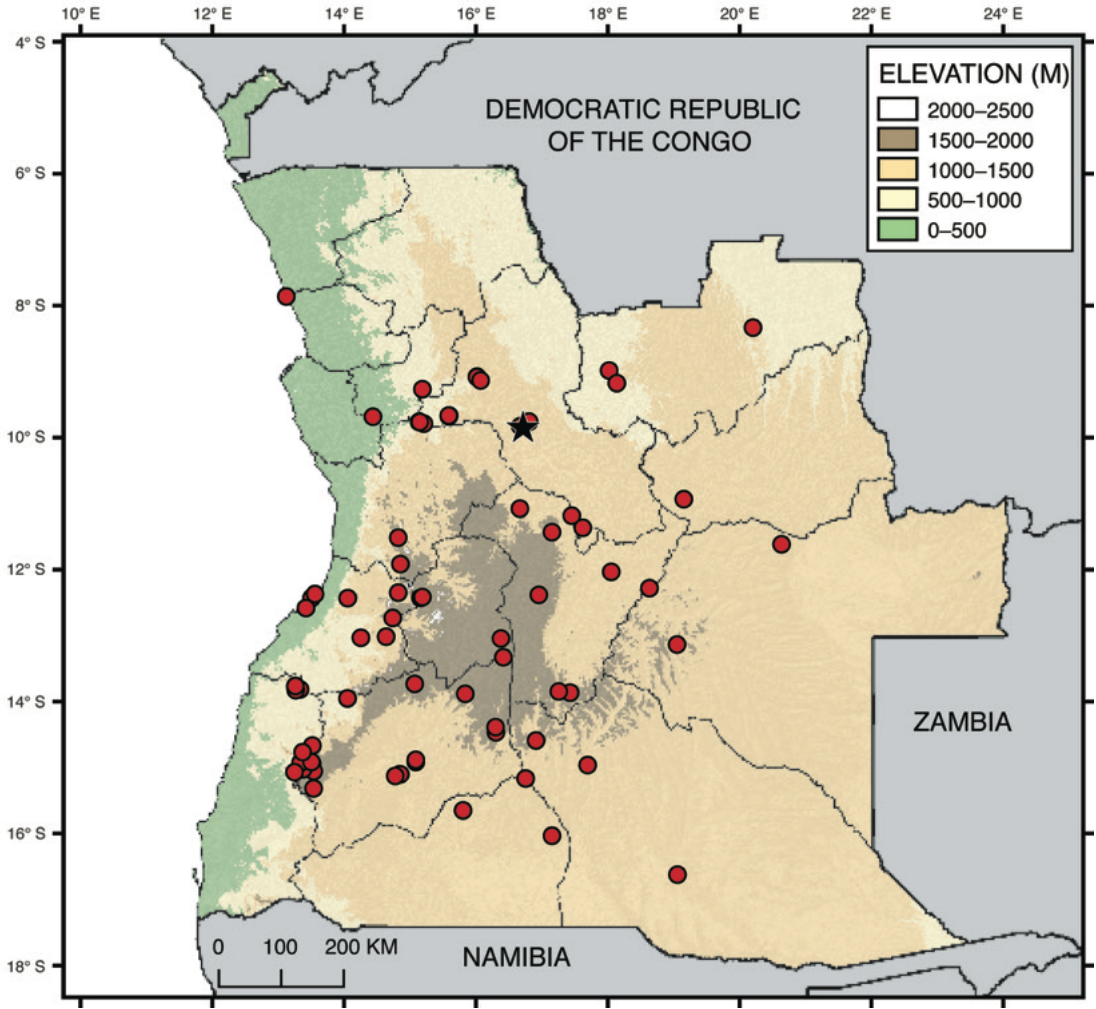 10° E 12° E 14° E 16° E 18° E 20° E 22° E 24° E
4° S
6° S
8° S
10° S
12° S
14° S
16° S
18° S
ELEVATION (M)
2000–2500
1500–2000
1000–1500
500–1000
0–500
DEMOCRATIC REPUBLIC
OF THE CONGO
ZAMBIA
NAMIBIA
0 100 200 KM